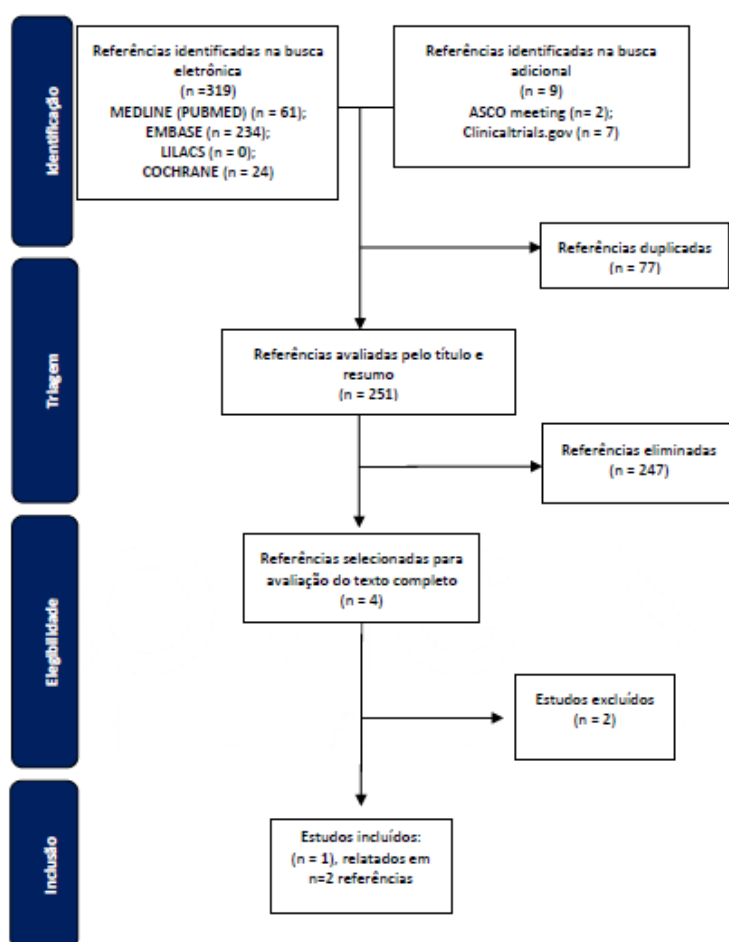 Identificação
Referências identificadas na busca
eletrônica
(n =319)
MEDLINE (PUBMED) (n = 61);
EMBASE (n = 234);
LILACS (n = 0);
COCHRANE (n = 24)
Referências identificadas na busca
adicional
(n = 9)
ASCO meeting (n= 2);
Clinicaltrials.gov (n = 7)
Referências duplicadas
(n = 77)
Triagem
Referências avaliadas pelo título e
resumo
(n = 251)
Referências eliminadas
(n = 247)
Elegibilidade
Referências selecionadas para
avaliação do texto completo
(n = 4)
Estudos excluídos
(n = 2)
Inclusão
Estudos incluídos:
(n = 1), relatados em
n=2 referências